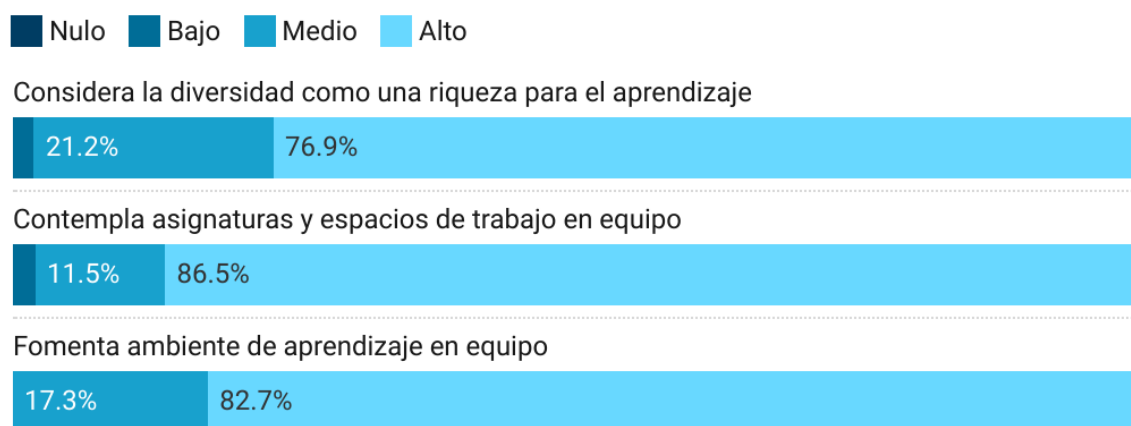 Nulo Bajo Medio Alto
Considera la diversidad como una riqueza para el aprendizaje
21.2% 76.9%
Contempla asignaturas y espacios de trabajo en equipo
11.5% 86.5%
Fomenta ambiente de aprendizaje en equipo
17.3% 82.7%